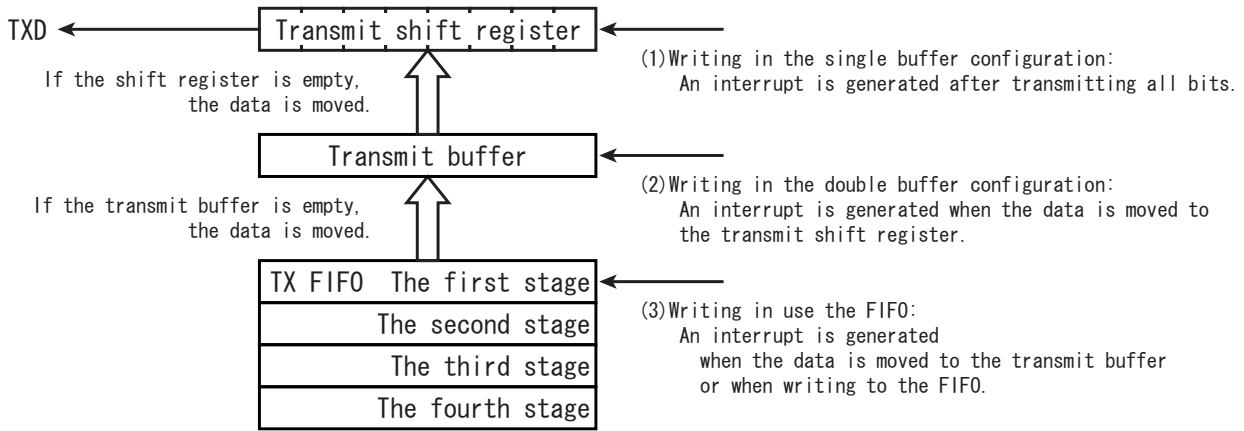 TXD
Transmit shift register
(1)Writing in the single buffer configuration:
An interrupt is generated after transmitting all bits.
If the shift register is empty,
the data is moved.
Transmit buffer
(2)Writing in the double buffer configuration:
An interrupt is generated when the data is moved to
the transmit shift register.
If the transmit buffer is empty,
the data is moved.
TX FIFO The first stage
The second stage
The third stage
The fourth stage
(3)Writing in use the FIFO:
An interrupt is generated
when the data is moved to the transmit buffer
or when writing to the FIFO.